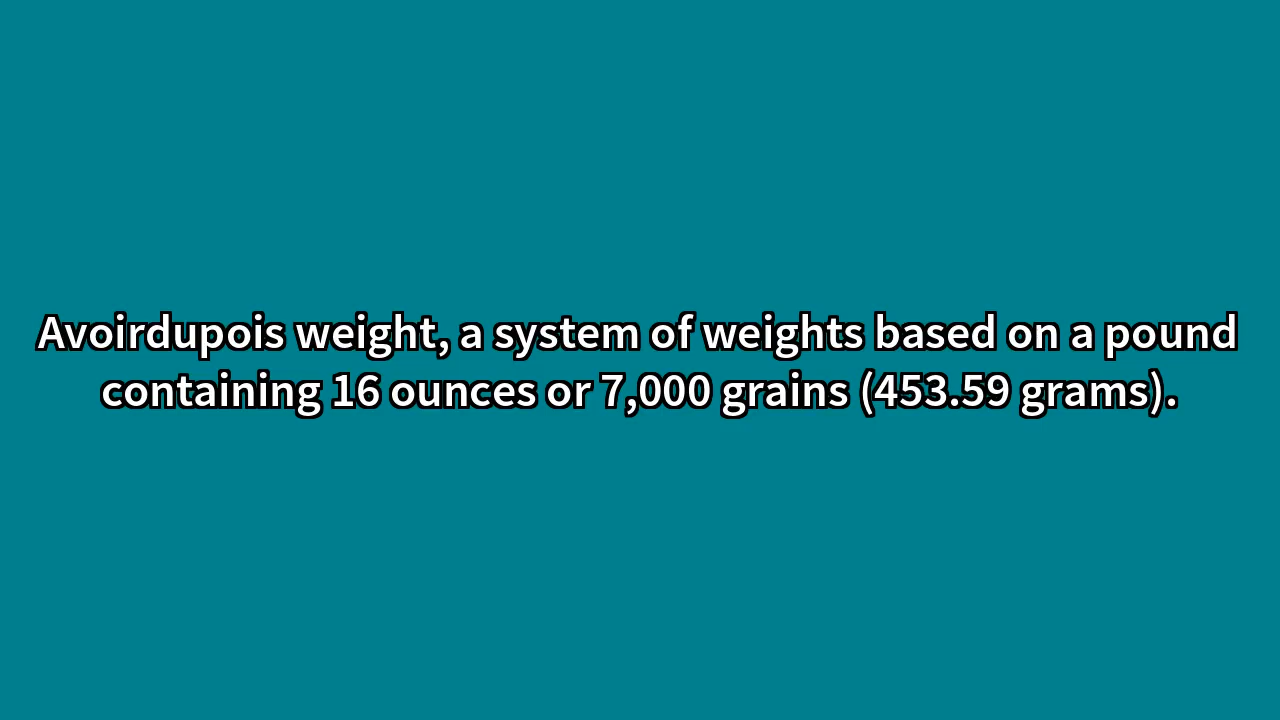 Avoirdupois weight, a system of weights based on a pound
containing 16 ounces or 7,000 grains (453.59 grams).